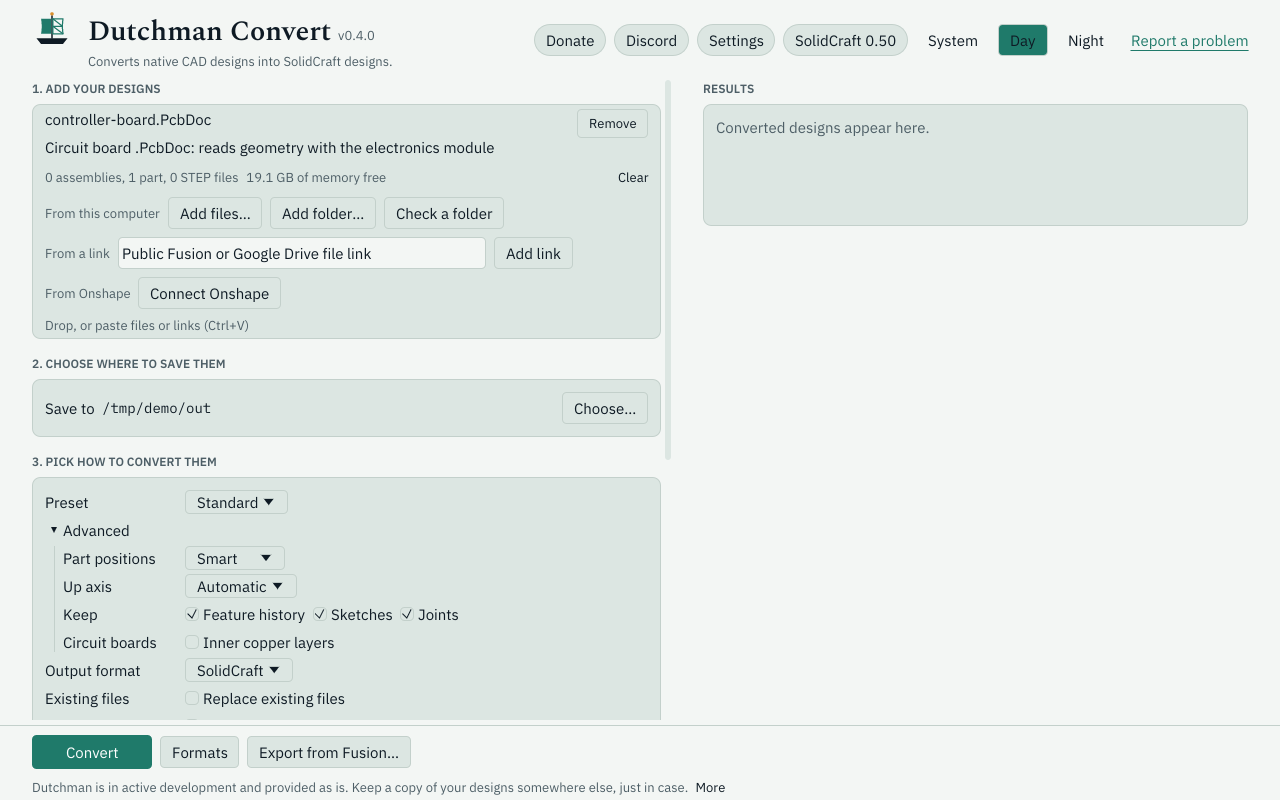 Dutchman Convert v0.4.0
Converts native CAD designs into SolidCraft designs.
Donate Discord Settings SolidCraft 0.50 System Day Night Report a problem
1. ADD YOUR DESIGNS
controller-board.PcbDoc
Remove
Circuit board .PcbDoc: reads geometry with the electronics module
0 assemblies, 1 part, 0 STEP files 19.1 GB of memory free Clear
From this computer Add files... Add folder... Check a folder
From a link Public Fusion or Google Drive file link Add link
From Onshape Connect Onshape
Drop, or paste files or links (Ctrl+V)
2. CHOOSE WHERE TO SAVE THEM
Save to /tmp/demo/out Choose...
3. PICK HOW TO CONVERT THEM
Preset Standard
Advanced
Part positions Smart
Up axis Automatic
Keep Feature history Sketches Joints
Circuit boards Inner copper layers
Output format SolidCraft
Existing files Replace existing files
RESULTS
Converted designs appear here.
Convert Formats Export from Fusion...
Dutchman is in active development and provided as is. Keep a copy of your designs somewhere else, just in case. More